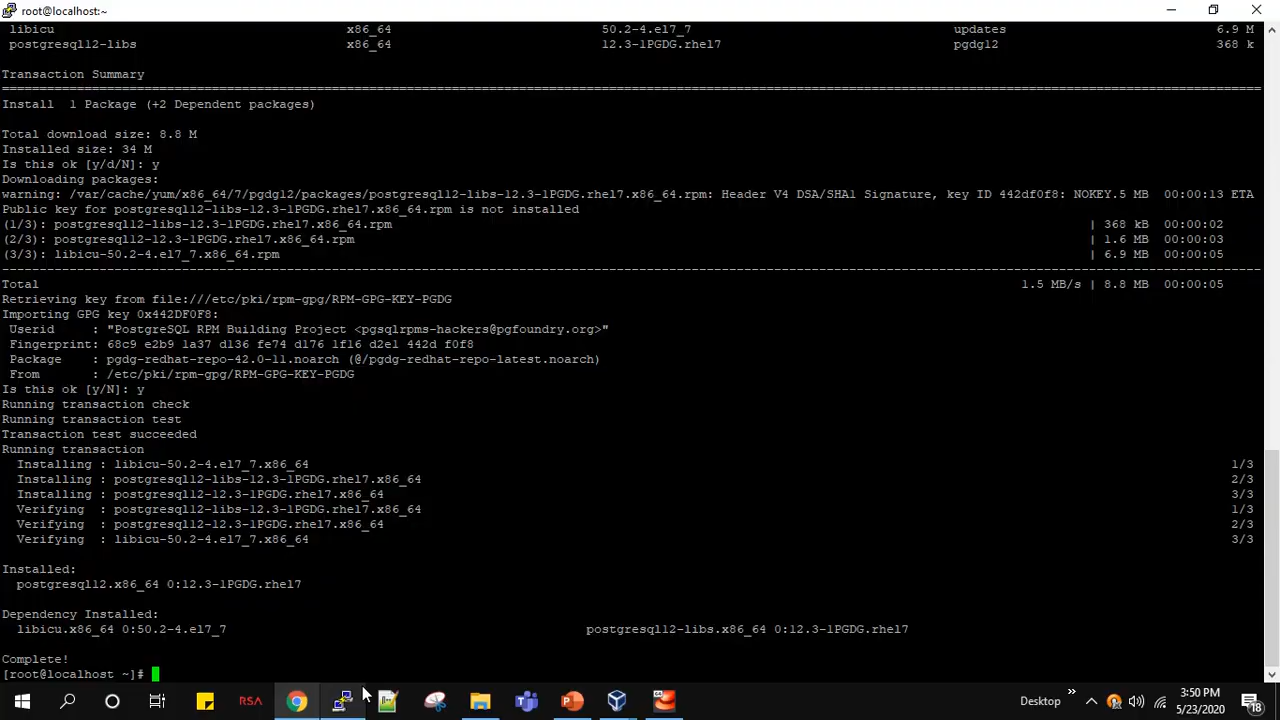 root@localhost:~
libicu x86_64 50.2-4.el7_7 updates 6.9 M
postgresql12-libs x86_64 12.3-1PGDG.rhel7 pgdg12 368 k
Transaction Summary
================================================================================
Install  1 Package (+2 Dependent packages)
Total download size: 8.8 M
Installed size: 34 M
Is this ok [y/d/N]: y
Downloading packages:
warning: /var/cache/yum/x86_64/7/pgdg12/packages/postgresql12-libs-12.3-1PGDG.rhel7.x86_64.rpm: Header V4 DSA/SHA1 Signature, key ID 442df0f8: NOKEY.5 MB  00:00:13 ETA
Public key for postgresql12-libs-12.3-1PGDG.rhel7.x86_64.rpm is not installed
(1/3): postgresql12-libs-12.3-1PGDG.rhel7.x86_64.rpm | 368 kB  00:00:02
(2/3): postgresql12-12.3-1PGDG.rhel7.x86_64.rpm | 1.6 MB  00:00:03
(3/3): libicu-50.2-4.el7_7.x86_64.rpm | 6.9 MB  00:00:05
--------------------------------------------------------------------------------
Total 1.5 MB/s | 8.8 MB  00:00:05
Retrieving key from file:///etc/pki/rpm-gpg/RPM-GPG-KEY-PGDG
Importing GPG key 0x442DF0F8:
Userid     : "PostgreSQL RPM Building Project <pgsqlrpms-hackers@pgfoundry.org>"
Fingerprint: 68c9 e2b9 1a37 d136 fe74 d176 1f16 d2e1 442d f0f8
Package    : pgdg-redhat-repo-42.0-11.noarch (@/pgdg-redhat-repo-latest.noarch)
From       : /etc/pki/rpm-gpg/RPM-GPG-KEY-PGDG
Is this ok [y/N]: y
Running transaction check
Running transaction test
Transaction test succeeded
Running transaction
Installing : libicu-50.2-4.el7_7.x86_64 1/3
Installing : postgresql12-libs-12.3-1PGDG.rhel7.x86_64 2/3
Installing : postgresql12-12.3-1PGDG.rhel7.x86_64 3/3
Verifying  : postgresql12-libs-12.3-1PGDG.rhel7.x86_64 1/3
Verifying  : postgresql12-12.3-1PGDG.rhel7.x86_64 2/3
Verifying  : libicu-50.2-4.el7_7.x86_64 3/3
Installed:
postgresql12.x86_64 0:12.3-1PGDG.rhel7
Dependency Installed:
libicu.x86_64 0:50.2-4.el7_7 postgresql12-libs.x86_64 0:12.3-1PGDG.rhel7
Complete!
[root@localhost ~]#
RSA Desktop » 3:50 PM
5/23/2020 18